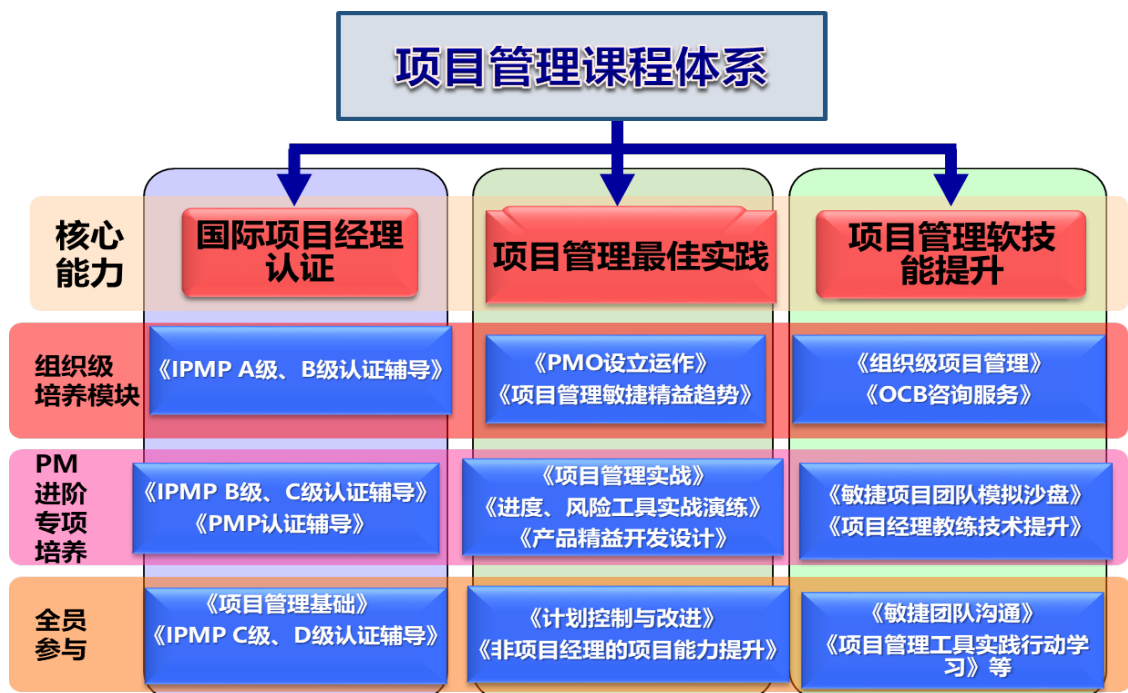 项目管理课程体系
核心
能力
国际项目经理
认证
项目管理最佳实践
项目管理软技
能提升
组织级
培养模块
《IPMP A级、B级认证辅导》
《PMO设立运作》
《项目管理敏捷精益趋势》
《组织级项目管理》
《OCB咨询服务》
PM
进阶
专项
培养
《IPMP B级、C级认证辅导》
《PMP认证辅导》
《项目管理实战》
《进度、风险工具实战演练》
《产品精益开发设计》
《敏捷项目团队模拟沙盘》
《项目经理教练技术提升》
全员
参与
《项目管理基础》
《IPMP C级、D级认证辅导》
《计划控制与改进》
《非项目经理的项目能力提升》
《敏捷团队沟通》
《项目管理工具实践行动学
习》等